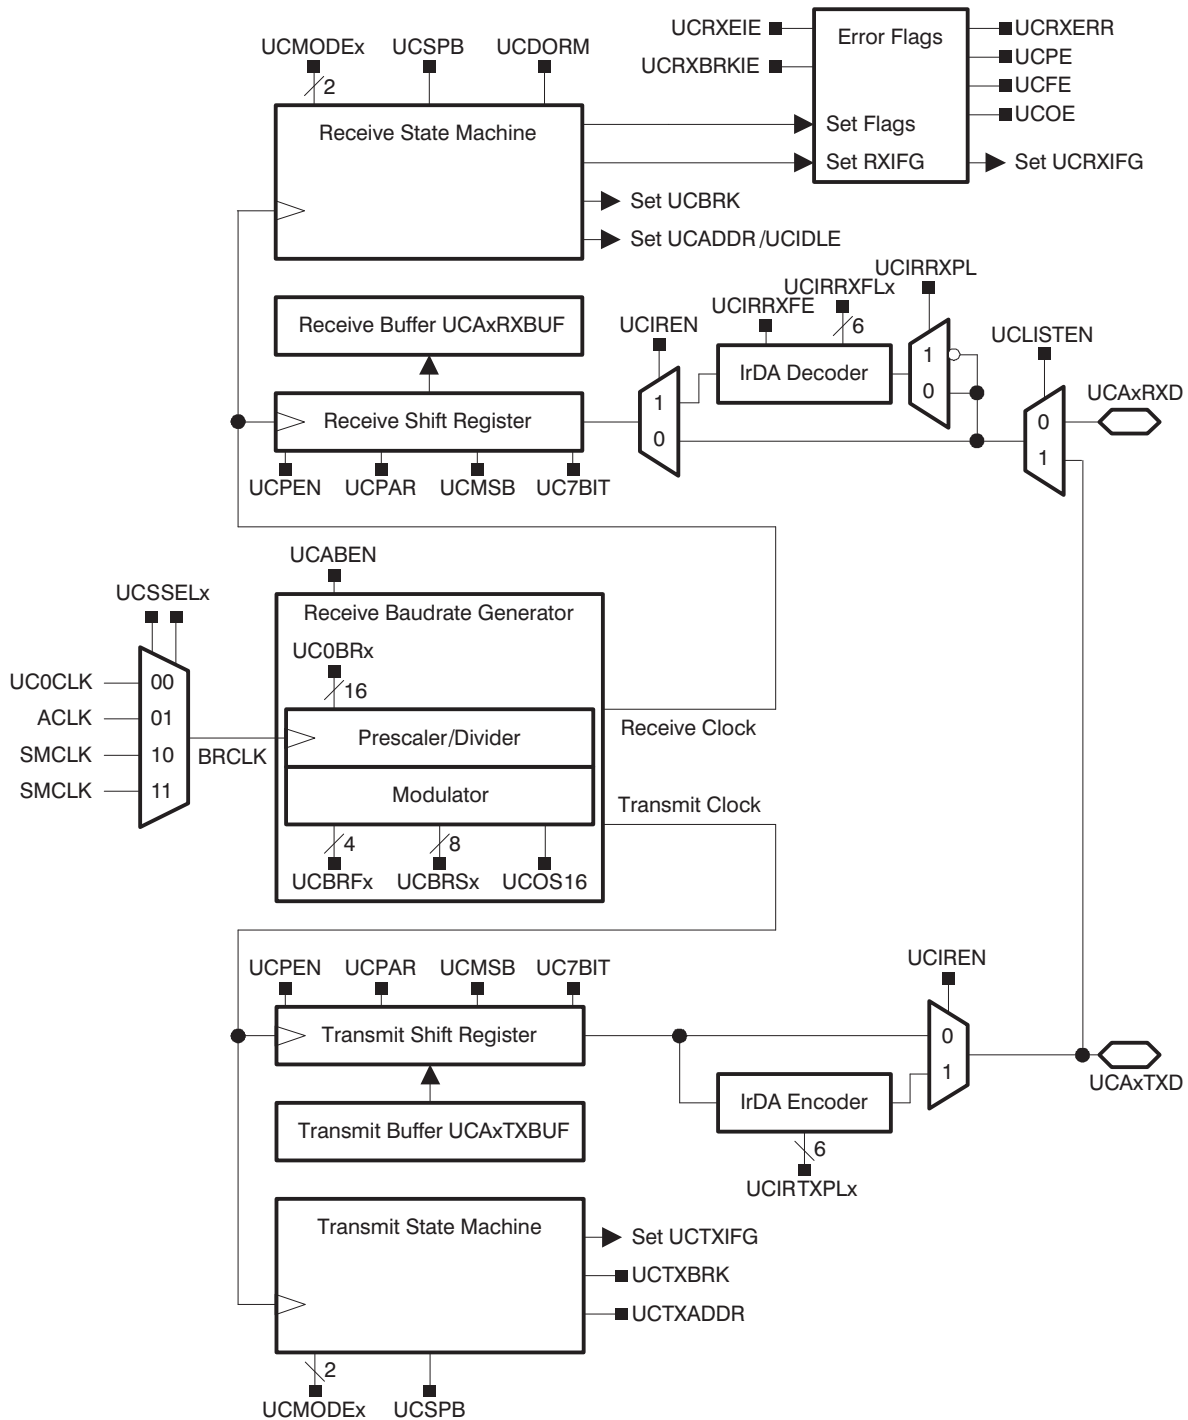 UCMODEx
UCSPB
UCDORM
2
Receive State Machine
UCRXEIE
UCRXBRKIE
Error Flags
UCRXERR
UCPE
UCFE
UCOE
Set Flags
Set RXIFG
Set UCRXIFG
Set UCBRK
Set UCADDR /UCIDLE
Receive Buffer UCAxRXBUF
Receive Shift Register
UCPEN
UCPAR
UCMSB
UC7BIT
UCIREN
1
0
UCIRRXFE
UCIRRXFLx
6
IrDA Decoder
UCIRRXPL
1
0
UCLISTEN
0
1
UCAxRXD
UCABEN
Receive Baudrate Generator
UCSSELx
UC0CLK
ACLK
SMCLK
SMCLK
00
01
10
11
BRCLK
UC0BRx
16
Prescaler/Divider
Modulator
4
8
UCBRFx
UCBRSx
UCOS16
Receive Clock
Transmit Clock
UCPEN
UCPAR
UCMSB
UC7BIT
Transmit Shift Register
Transmit Buffer UCAxTXBUF
UCIREN
0
1
IrDA Encoder
6
UCIRTXPLx
UCAxTXD
Transmit State Machine
Set UCTXIFG
UCTXBRK
UCTXADDR
2
UCMODEx
UCSPB